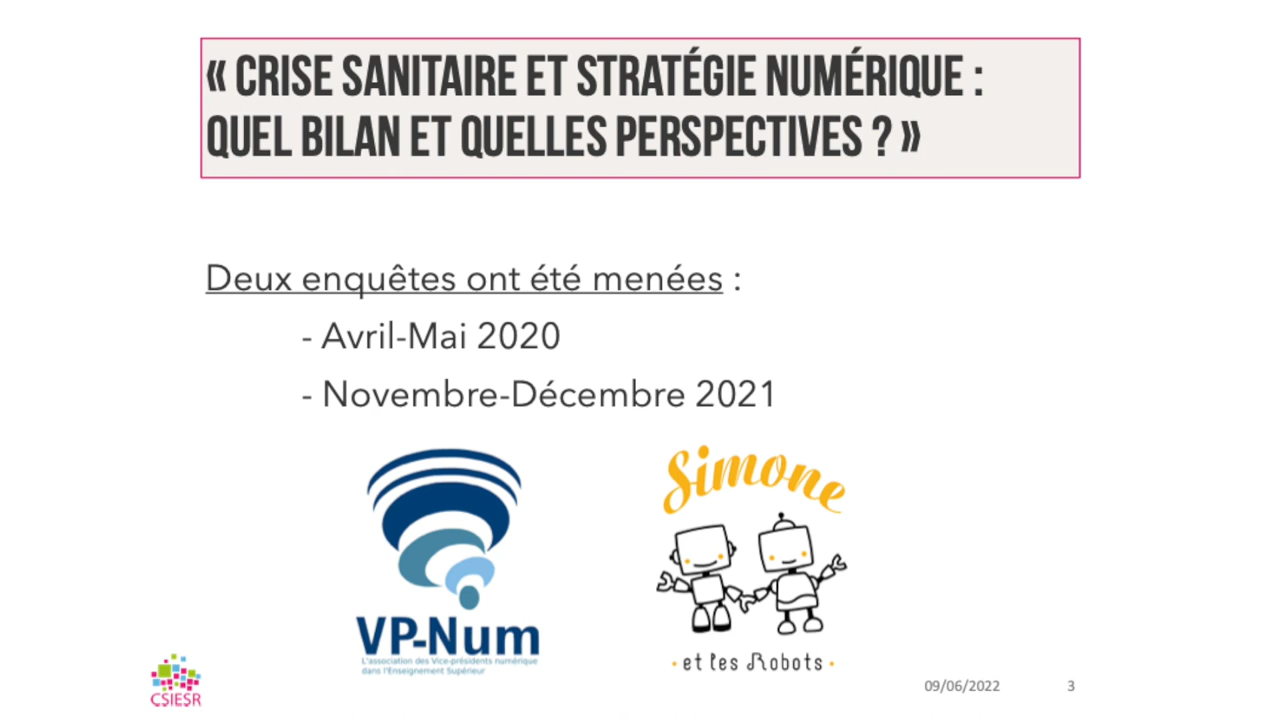 « CRISE SANITAIRE ET STRATÉGIE NUMÉRIQUE :
QUEL BILAN ET QUELLES PERSPECTIVES ? »
Deux enquêtes ont été menées :
- Avril-Mai 2020
- Novembre-Décembre 2021
Simone
VP-Num
L'association des Vice-présidents numérique
dans l'Enseignement Supérieur
• et les Robots •
CSIESR
09/06/2022
3